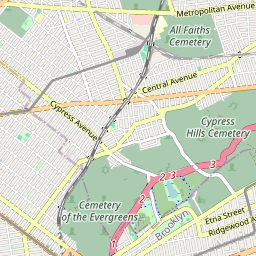 Metropolitan Avenue
All Faiths
Cemetery
Central Avenue
Cypress Avenue
Cypress
Hills Cemetery
3
2 3
2
Cemetery
of the Evergreens
1
Brooklyn
Etna Street
Ridgewood A